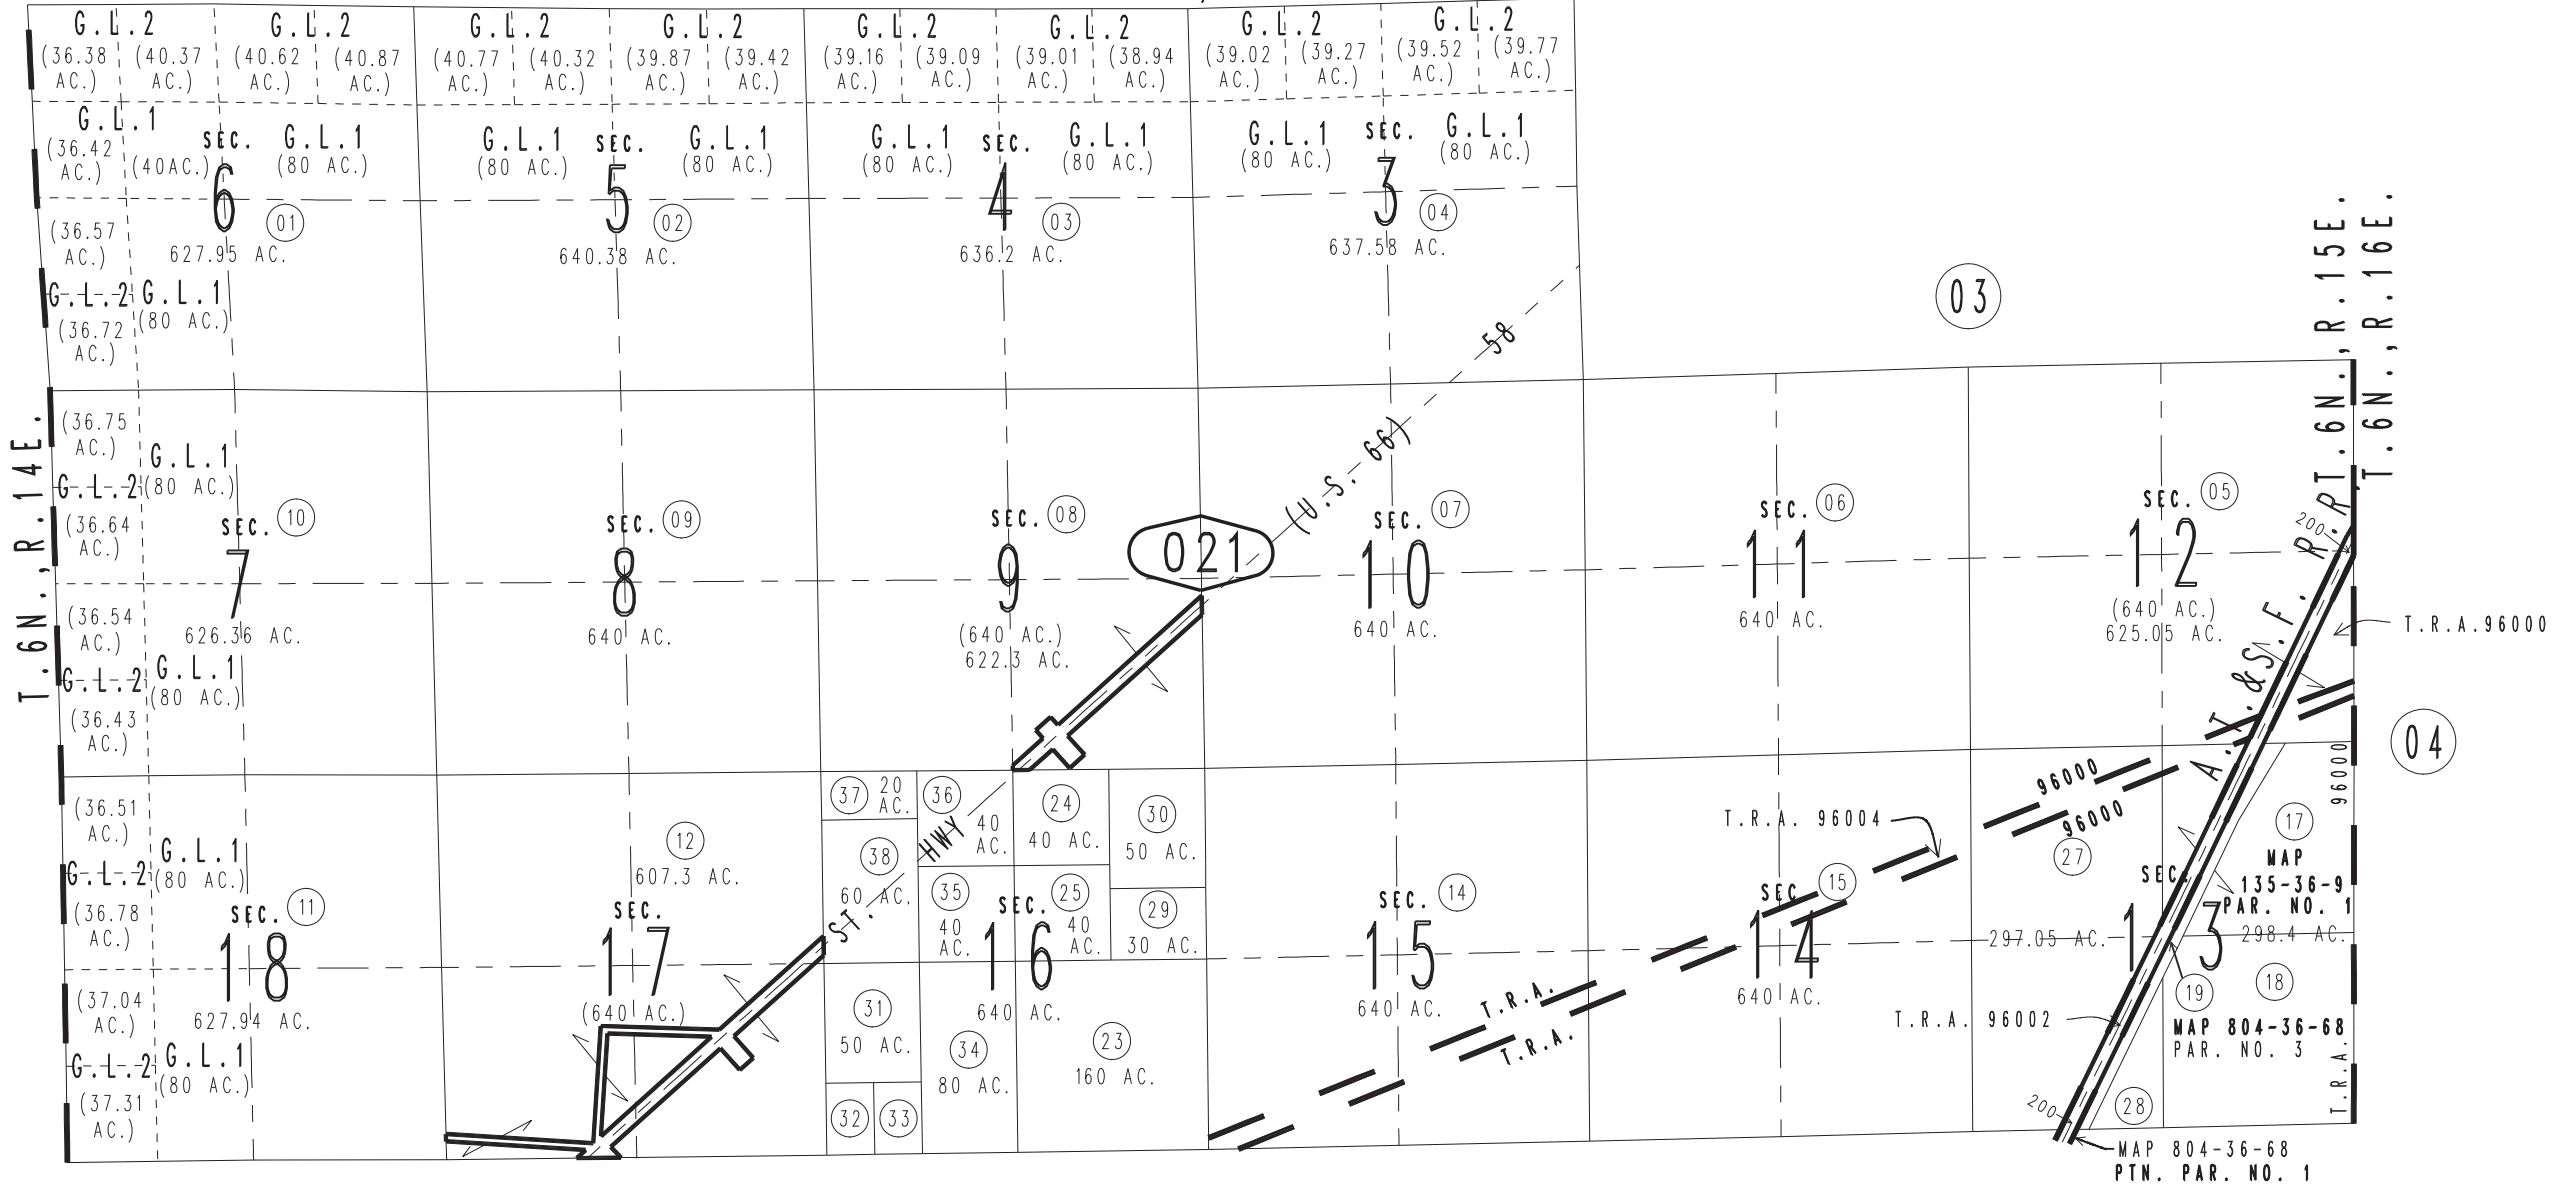 G.L.2 G.L.2 G.L.2 G.L.2 G.L.2 G.L.2 G.L.2 G.L.2
(36.38 AC.) (40.37 AC.) (40.62 AC.) (40.87 AC.) (40.77 AC.) (40.32 AC.) (39.87 AC.) (39.42 AC.) (39.16 AC.) (39.09 AC.) (39.01 AC.) (38.94 AC.) (39.02 AC.) (39.27 AC.) (39.52 AC.) (39.77 AC.)
G.L.1
(36.42 AC.)
(40AC.)
SEC.
6
G.L.1
(80 AC.)
01
627.95 AC.
G.L.1
(80 AC.)
SEC.
5
G.L.1
(80 AC.)
02
640.38 AC.
G.L.1
(80 AC.)
SEC.
4
G.L.1
(80 AC.)
03
636.2 AC.
G.L.1
(80 AC.)
SEC.
3
G.L.1
(80 AC.)
04
637.58 AC.
(36.57 AC.)
G.L.2
G.L.1
(80 AC.)
(36.72 AC.)
58
03
T.6N.,R.15E.
T.6N.,R.16E.
T.6N.,R.14E.
(36.75 AC.)
G.L.2
G.L.1
(80 AC.)
(36.64 AC.)
SEC.
7
10
626.36 AC.
(36.54 AC.)
G.L.2
G.L.1
(80 AC.)
(36.43 AC.)
SEC.
8
09
640 AC.
SEC.
9
08
(640 AC.)
622.3 AC.
021
(U.S. 66)
SEC.
10
07
640 AC.
SEC.
11
06
640 AC.
SEC.
12
05
(640 AC.)
625.05 AC.
200
A.T.&S.F. R.R.
T.R.A.96000
04
(36.51 AC.)
G.L.2
G.L.1
(80 AC.)
(36.78 AC.)
SEC.
18
11
627.94 AC.
(37.04 AC.)
G.L.2
G.L.1
(80 AC.)
(37.31 AC.)
12
607.3 AC.
SEC.
17
(640 AC.)
ST. HWY
37
20 AC.
36
40 AC.
24
40 AC.
30
50 AC.
38
60 AC.
35
40 AC.
25
40 AC.
29
30 AC.
SEC.
16
640 AC.
31
50 AC.
34
80 AC.
23
160 AC.
32
33
SEC.
15
14
640 AC.
T.R.A.
T.R.A.
SEC.
14
15
640 AC.
T.R.A. 96004
96000
96000
27
SEC.
13
297.05 AC.
T.R.A. 96002
17
MAP
135-36-9
PAR. NO. 1
298.4 AC.
19
18
MAP 804-36-68
PAR. NO. 3
T.R.A. 96000
200
28
MAP 804-36-68
PTN. PAR. NO. 1